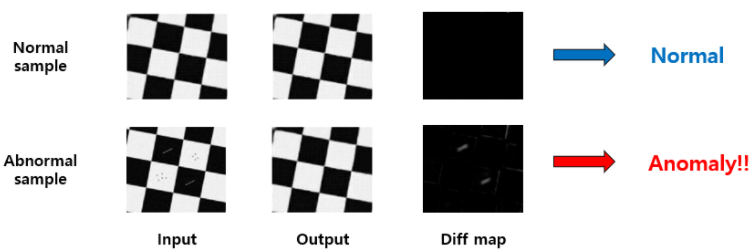 Normal
sample
Normal
Abnormal
sample
Anomaly!!
Input
Output
Diff map